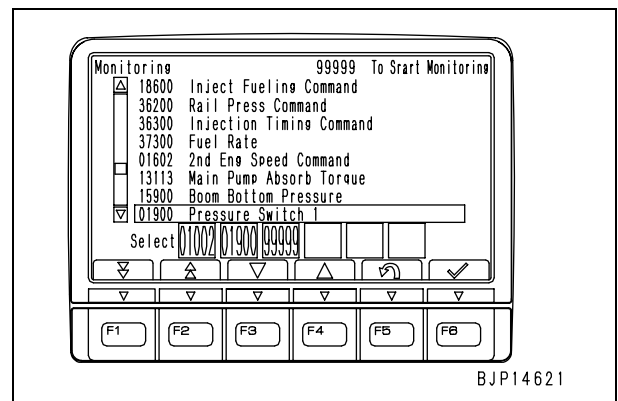 Monitoring 99999 To Srart Monitoring
18600 Inject Fueling Command
36200 Rail Press Command
36300 Injection Timing Command
37300 Fuel Rate
01602 2nd Eng Speed Command
13113 Main Pump Absorb Torque
15900 Boom Bottom Pressure
01900 Pressure Switch 1
Select 01002 01900 99999
F1 F2 F3 F4 F5 F6
BJP14621